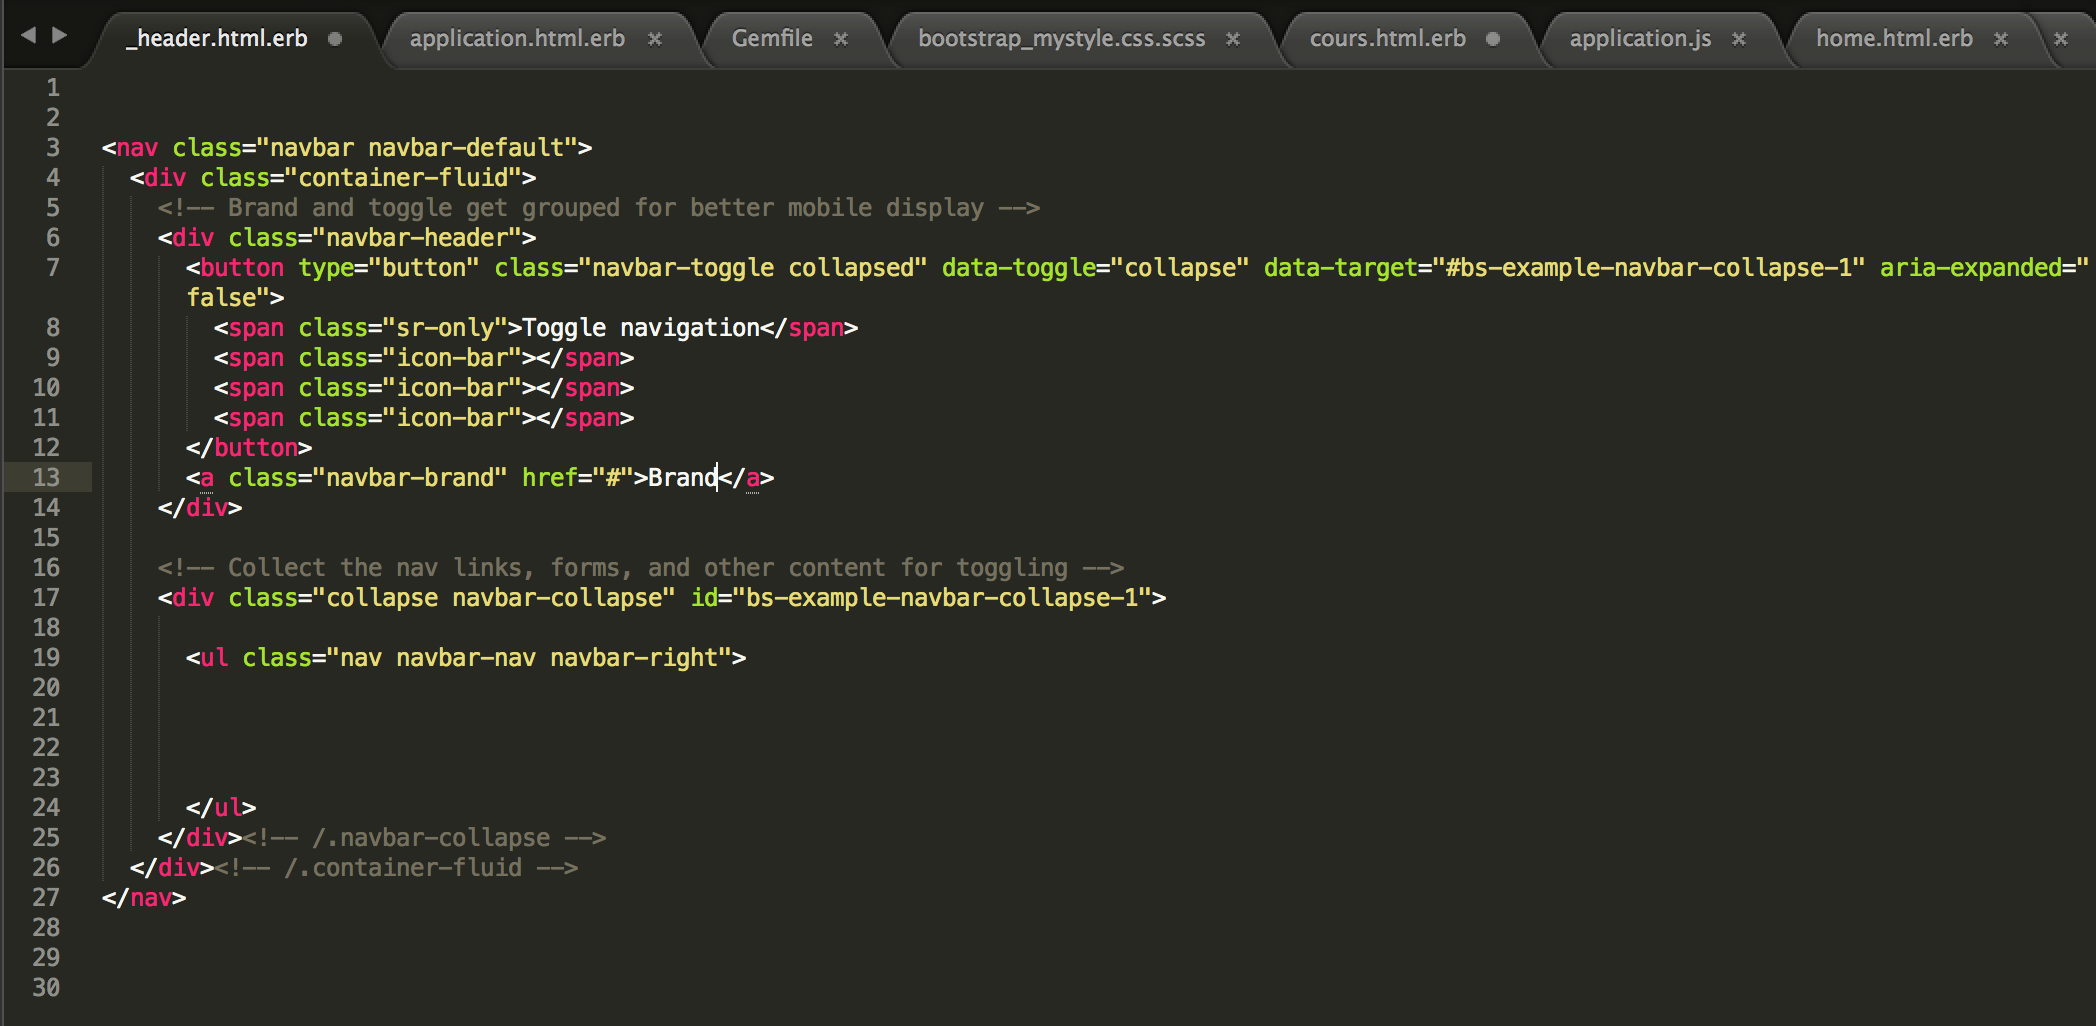 _header.html.erb application.html.erb Gemfile bootstrap_mystyle.css.scss cours.html.erb application.js home.html.erb
1
2
3 <nav class="navbar navbar-default">
4 <div class="container-fluid">
5 <!-- Brand and toggle get grouped for better mobile display -->
6 <div class="navbar-header">
7 <button type="button" class="navbar-toggle collapsed" data-toggle="collapse" data-target="#bs-example-navbar-collapse-1" aria-expanded="
false">
8 <span class="sr-only">Toggle navigation</span>
9 <span class="icon-bar"></span>
10 <span class="icon-bar"></span>
11 <span class="icon-bar"></span>
12 </button>
13 <a class="navbar-brand" href="#">Brand</a>
14 </div>
15
16 <!-- Collect the nav links, forms, and other content for toggling -->
17 <div class="collapse navbar-collapse" id="bs-example-navbar-collapse-1">
18
19 <ul class="nav navbar-nav navbar-right">
20
21
22
23
24 </ul>
25 </div><!-- /.navbar-collapse -->
26 </div><!-- /.container-fluid -->
27 </nav>
28
29
30